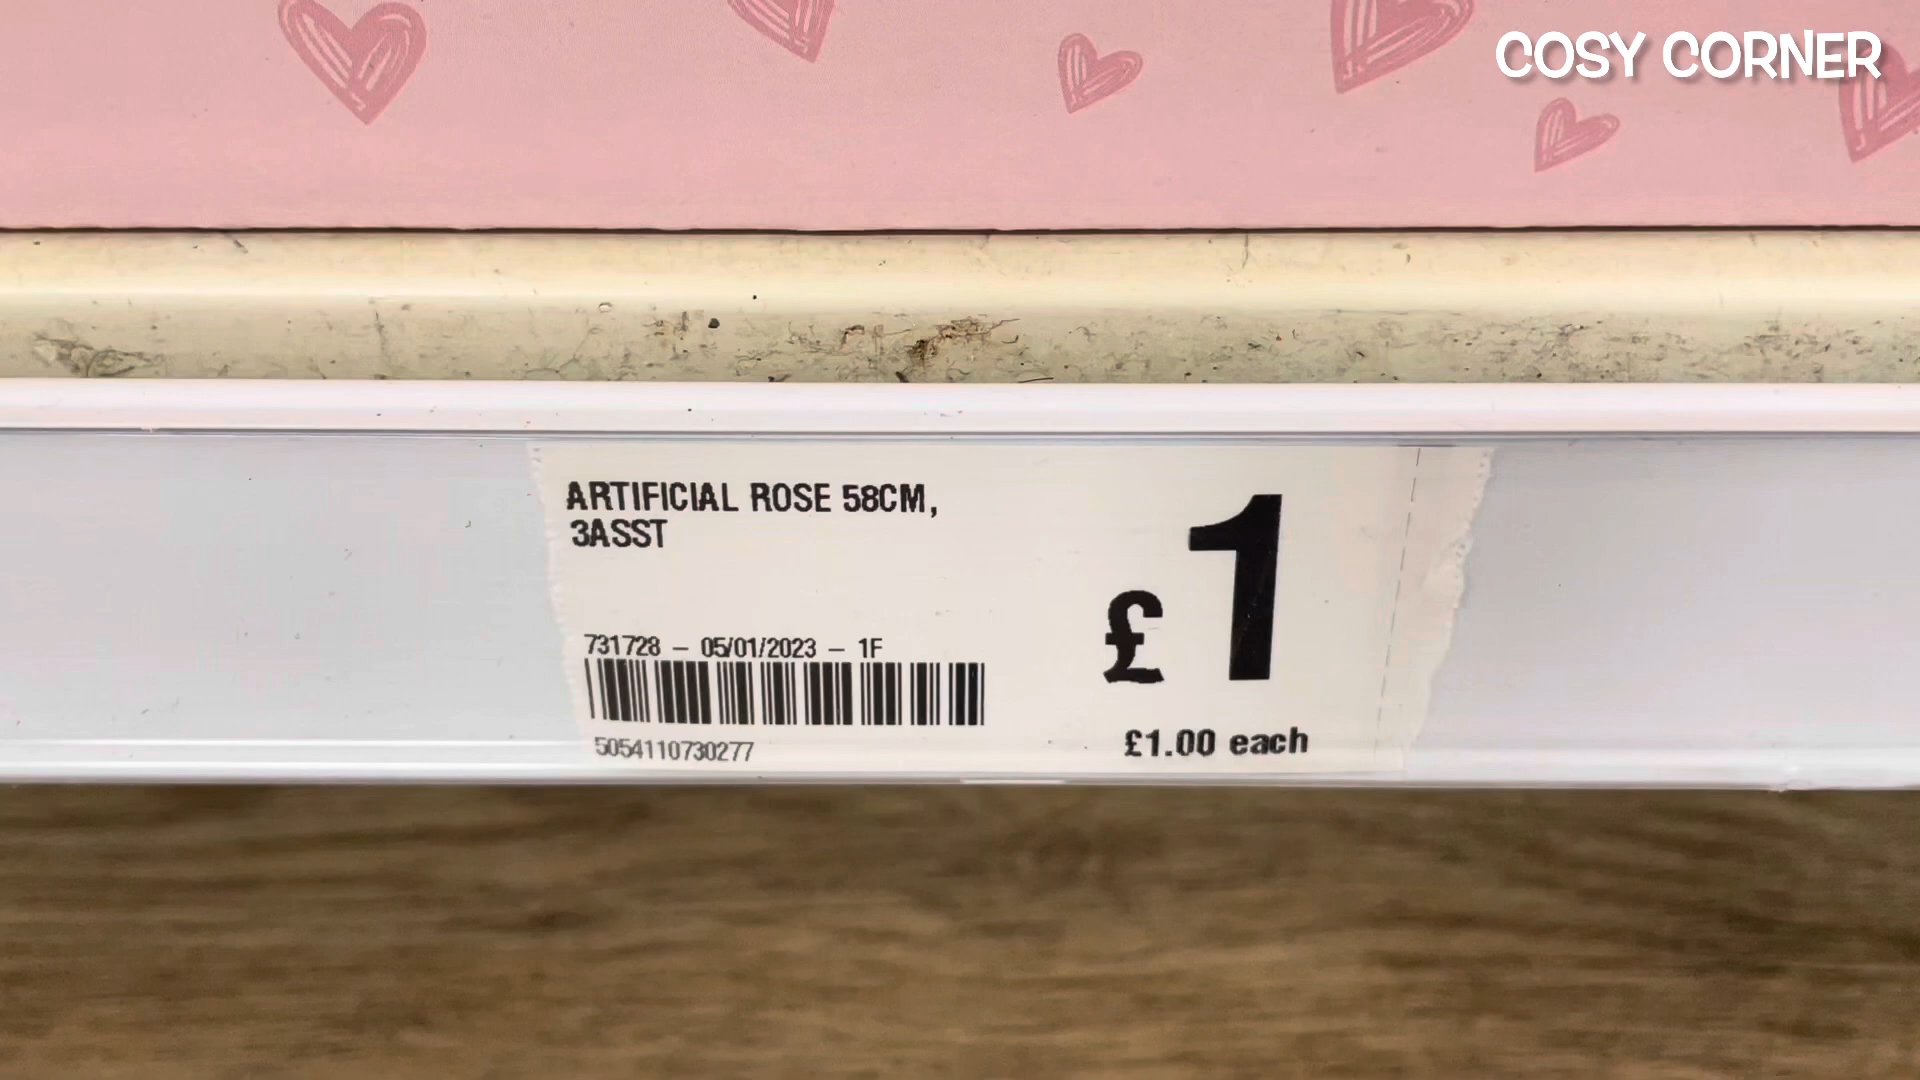 COSY CORNER
ARTIFICIAL ROSE 58CM,
3ASST
£1
731728 – 05/01/2023 – 1F
5054110730277
£1.00 each